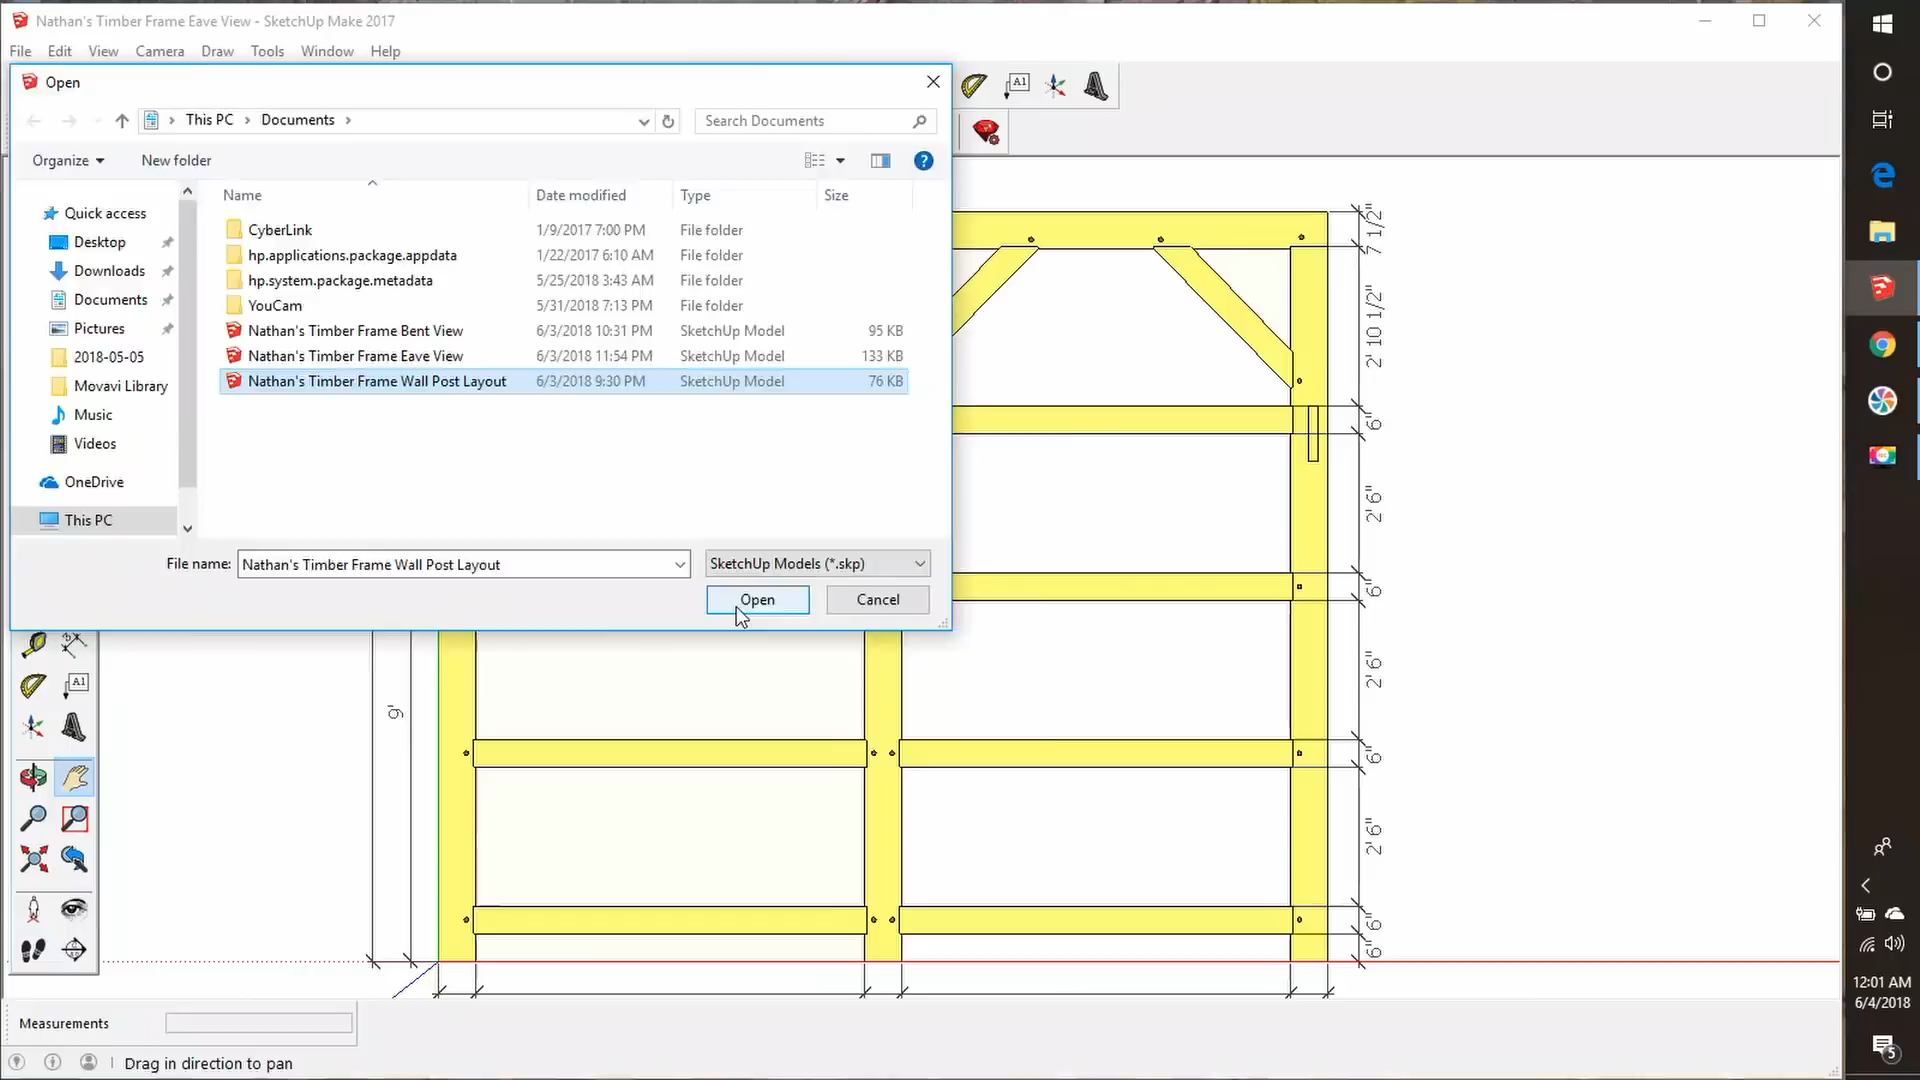 Nathan's Timber Frame Eave View - SketchUp Make 2017
File Edit View Camera Draw Tools Window Help
Open
This PC Documents
Search Documents
Organize New folder
Name Date modified Type Size
Quick access
Desktop
Downloads
Documents
Pictures
2018-05-05
Movavi Library
Music
Videos
OneDrive
This PC
CyberLink 1/9/2017 7:00 PM File folder
hp.applications.package.appdata 1/22/2017 6:10 AM File folder
hp.system.package.metadata 5/25/2018 3:43 AM File folder
YouCam 5/31/2018 7:13 PM File folder
Nathan's Timber Frame Bent View 6/3/2018 10:31 PM SketchUp Model 95 KB
Nathan's Timber Frame Eave View 6/3/2018 11:54 PM SketchUp Model 133 KB
Nathan's Timber Frame Wall Post Layout 6/3/2018 9:30 PM SketchUp Model 76 KB
File name: Nathan's Timber Frame Wall Post Layout SketchUp Models (*.skp)
Open Cancel
A1
A1
7 1/2"
2' 10 1/2"
6"
2' 6"
6"
2' 6"
6"
2' 6"
6"
6"
9'
Measurements
Drag in direction to pan
12:01 AM
6/4/2018
5